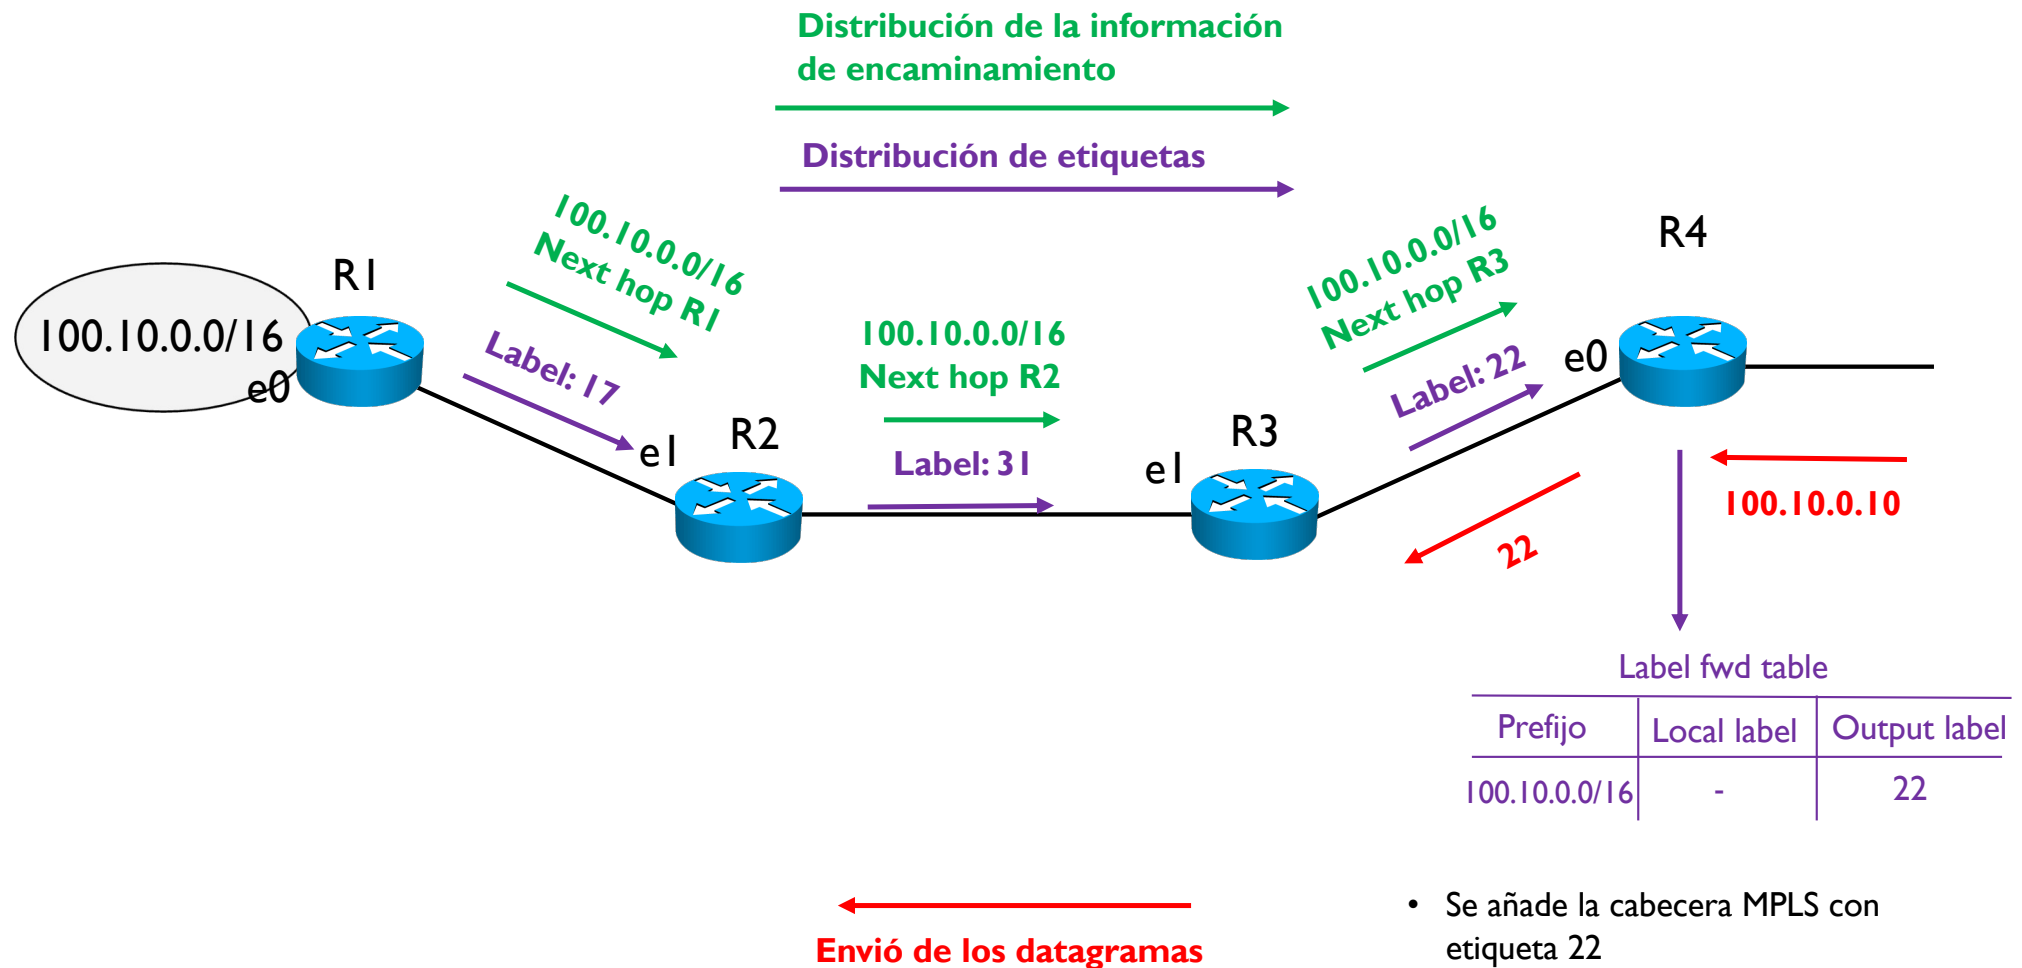 Distribución de la información
de encaminamiento
Distribución de etiquetas
100.10.0.0/16
Next hop R1
100.10.0.0/16
Next hop R3
R4
R1
100.10.0.0/16
e0
Label: 17
100.10.0.0/16
Next hop R2
Label: 22
e0
e1
R2
Label: 31
e1
R3
22
100.10.0.10
Label fwd table
Prefijo
Local label
Output label
100.10.0.0/16
-
22
Envió de los datagramas
• Se añade la cabecera MPLS con
etiqueta 22